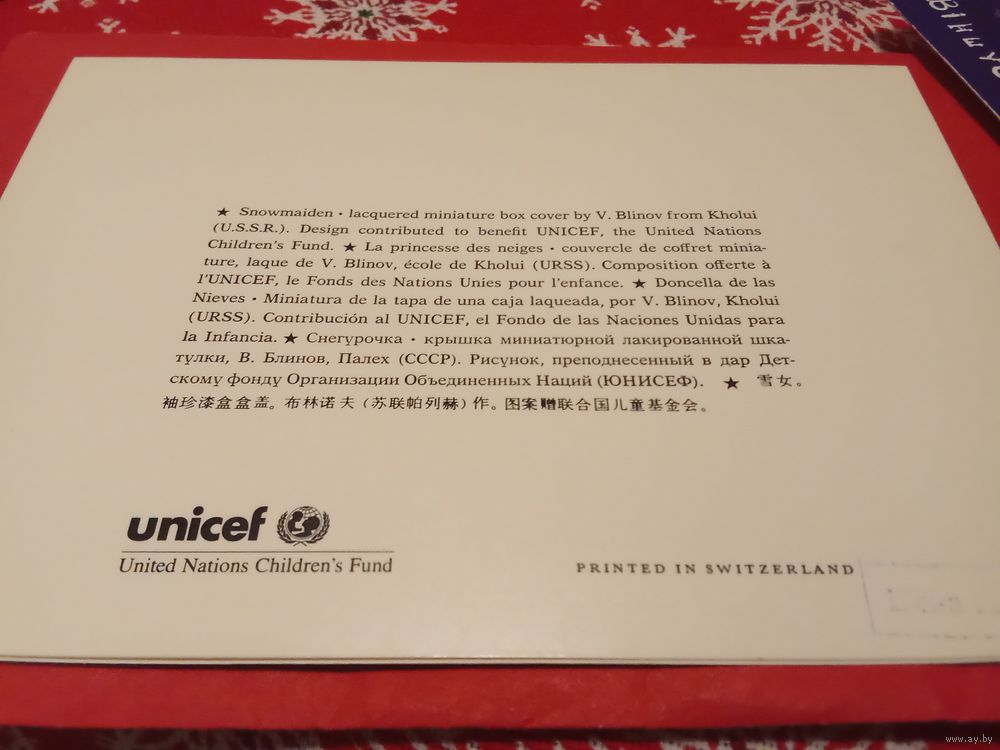 ВІНЕ
★ Snowmaiden • lacquered miniature box cover by V. Blinov from Kholui
(U.S.S.R.). Design contributed to benefit UNICEF, the United Nations
Children's Fund. ★ La princesse des neiges • couvercle de coffret minia-
ture, laque de V. Blinov, école de Kholui (URSS). Composition offerte à
l'UNICEF, le Fonds des Nations Unies pour l'enfance. ★ Doncella de las
Nieves • Miniatura de la tapa de una caja laqueada, por V. Blinov, Kholui
(URSS). Contribución al UNICEF, el Fondo de las Naciones Unidas para
la Infancia. ★ Снегурочка • крышка миниатюрной лакированной шка-
тулки, В. Блинов, Палех (СССР). Рисунок, преподнесенный в дар Дет-
скому фонду Организации Объединенных Наций (ЮНИСЕФ). ★ 雪女。
袖珍漆盒盒盖。布林诺夫（苏联帕列赫）作。图案赠联合国儿童基金会。
unicef
United Nations Children's Fund
PRINTED IN SWITZERLAND
www.ay.by